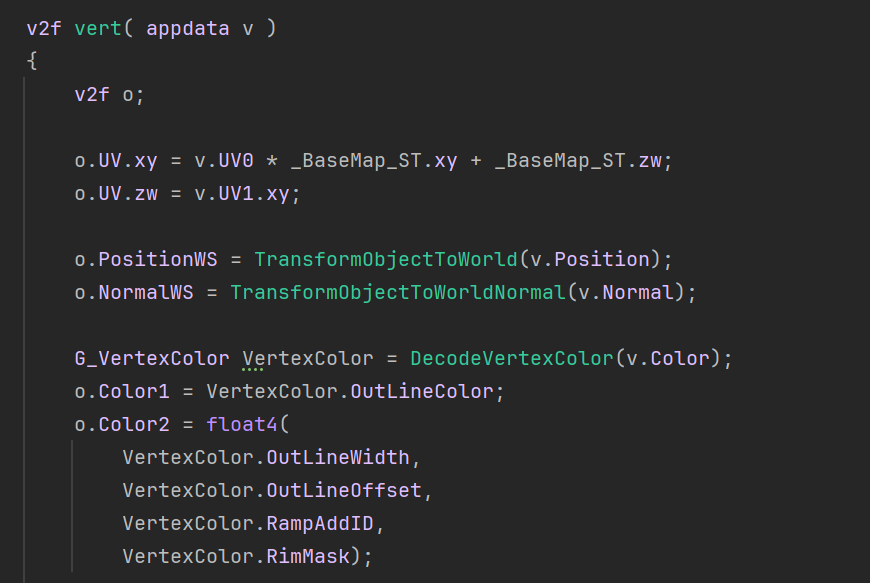 v2f vert( appdata v )
{
v2f o;
o.UV.xy = v.UV0 * _BaseMap_ST.xy + _BaseMap_ST.zw;
o.UV.zw = v.UV1.xy;
o.PositionWS = TransformObjectToWorld(v.Position);
o.NormalWS = TransformObjectToWorldNormal(v.Normal);
G_VertexColor VertexColor = DecodeVertexColor(v.Color);
o.Color1 = VertexColor.OutLineColor;
o.Color2 = float4(
VertexColor.OutLineWidth,
VertexColor.OutLineOffset,
VertexColor.RampAddID,
VertexColor.RimMask);